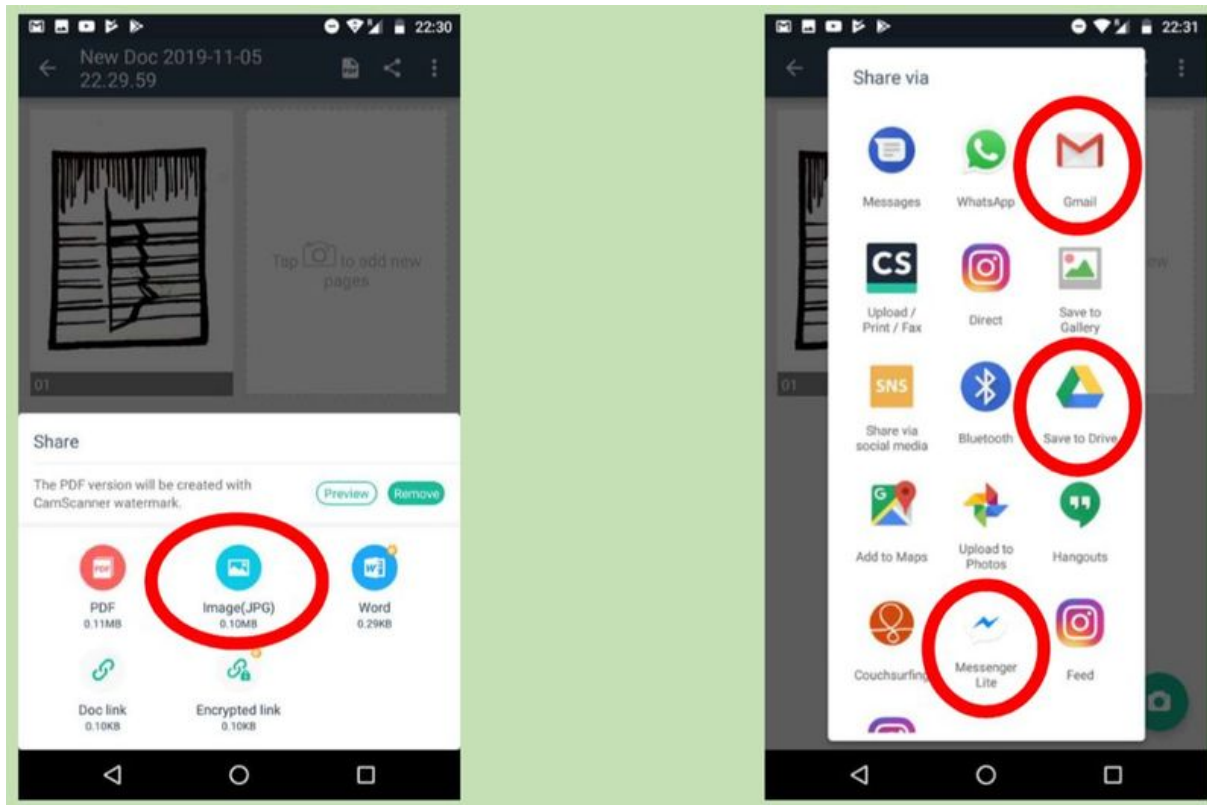 22:30
New Doc 2019-11-05
22.29.59
PDF
Tap to add new
pages
01
Share
The PDF version will be created with
CamScanner watermark.
Preview
Remove
PDF
W
PDF
Image(JPG)
Word
0.11MB
0.10MB
0.29KB
Doc link
Encrypted link
0.10KB
0.10KB
22:31
Share via
Messages
WhatsApp
Gmail
CS
ew
Upload /
Print / Fax
Direct
Save to
Gallery
01
SNS
Share via
social media
Bluetooth
Save to Drive
G
Add to Maps
Upload to
Photos
Hangouts
Couchsurfing
Messenger
Lite
Feed